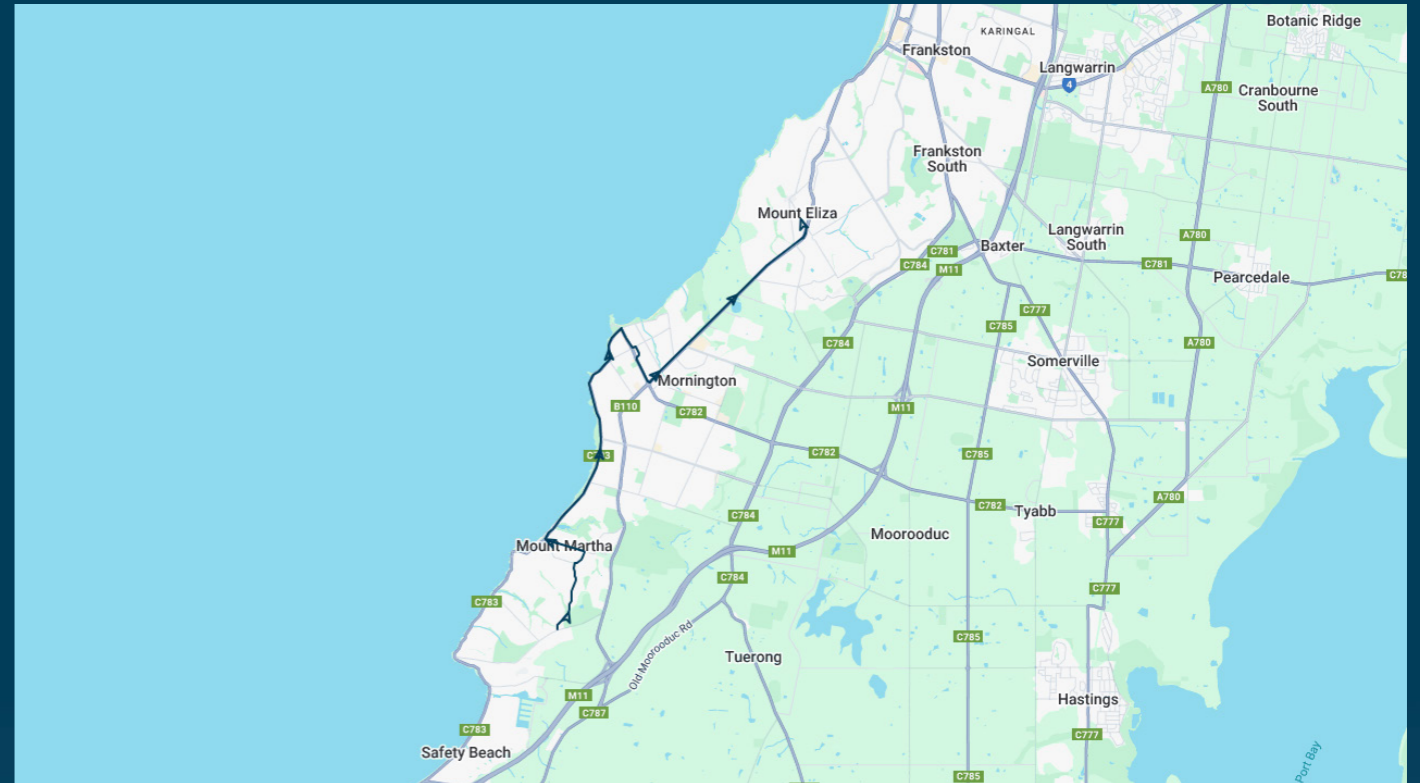 Botanic Ridge
KARINGAL
Frankston
Langwarrin
4
A780
Cranbourne
South
Frankston
South
Mount Eliza
Langwarrin
South
A780
C781
Baxter
C784
M11
C781
Pearcedale
C78
C777
C785
C784
A780
Somerville
Mornington
B110
C782
M11
C782
C785
A780
C782
Tyabb
C784
C777
Moorooduc
Mount Martha
M11
C784
C777
C783
Old Moorooduc Rd
C785
Tuerong
M11
C787
Hastings
C783
C777
Safety Beach
Port Bay
C785